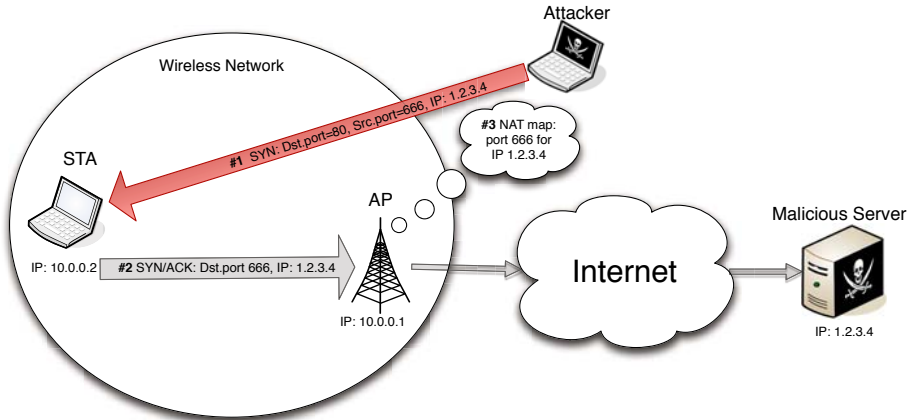 Attacker
Wireless Network
#1 SYN: Dst.port=80, Src.port=666, IP: 1.2.3.4
#3 NAT map:
port 666 for
IP 1.2.3.4
STA
AP
Malicious Server
Internet
IP: 10.0.0.2
#2 SYN/ACK: Dst.port 666, IP: 1.2.3.4
IP: 10.0.0.1
IP: 1.2.3.4